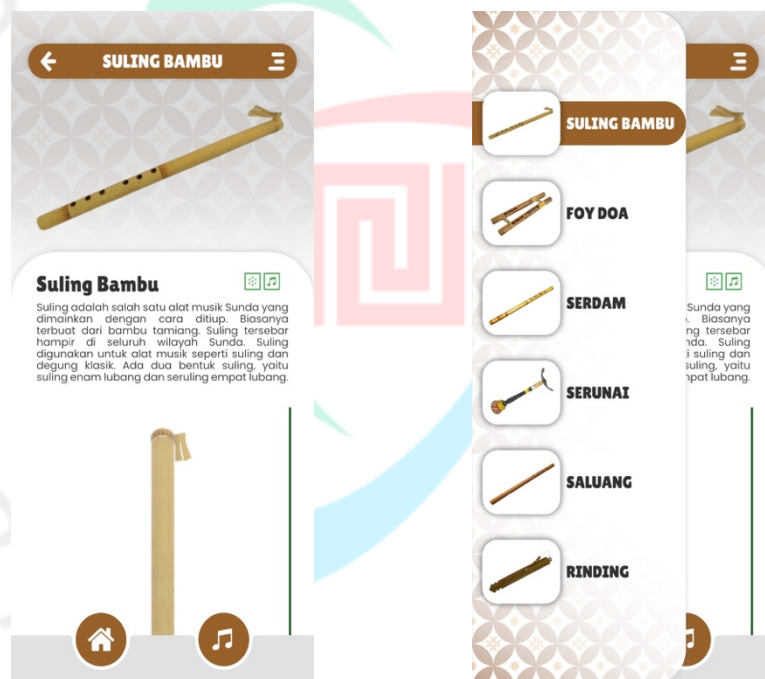 SULING BAMBU
Suling Bambu
Suling adalah salah satu alat musik Sunda yang
dimainkan dengan cara ditiup. Biasanya
terbuat dari bambu tamiang. Suling tersebar
hampir di seluruh wilayah Sunda. Suling
digunakan untuk alat musik seperti suling dan
degung klasik. Ada dua bentuk suling, yaitu
suling enam lubang dan seruling empat lubang.
SULING BAMBU
FOY DOA
SERDAM
SERUNAI
SALUANG
RINDING
Sunda yang
Biasanya
ng tersebar
nda. Suling
i suling dan
suling, yaitu
npat lubang.